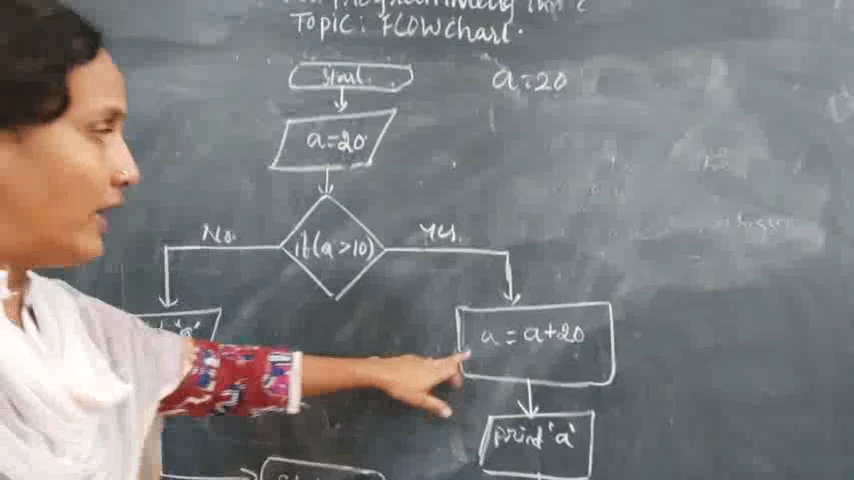 Topic: FLOWchart.
Start.
a=20
a=20.
if(a>10)
No.
Yes.
a = a+20
print 'a'